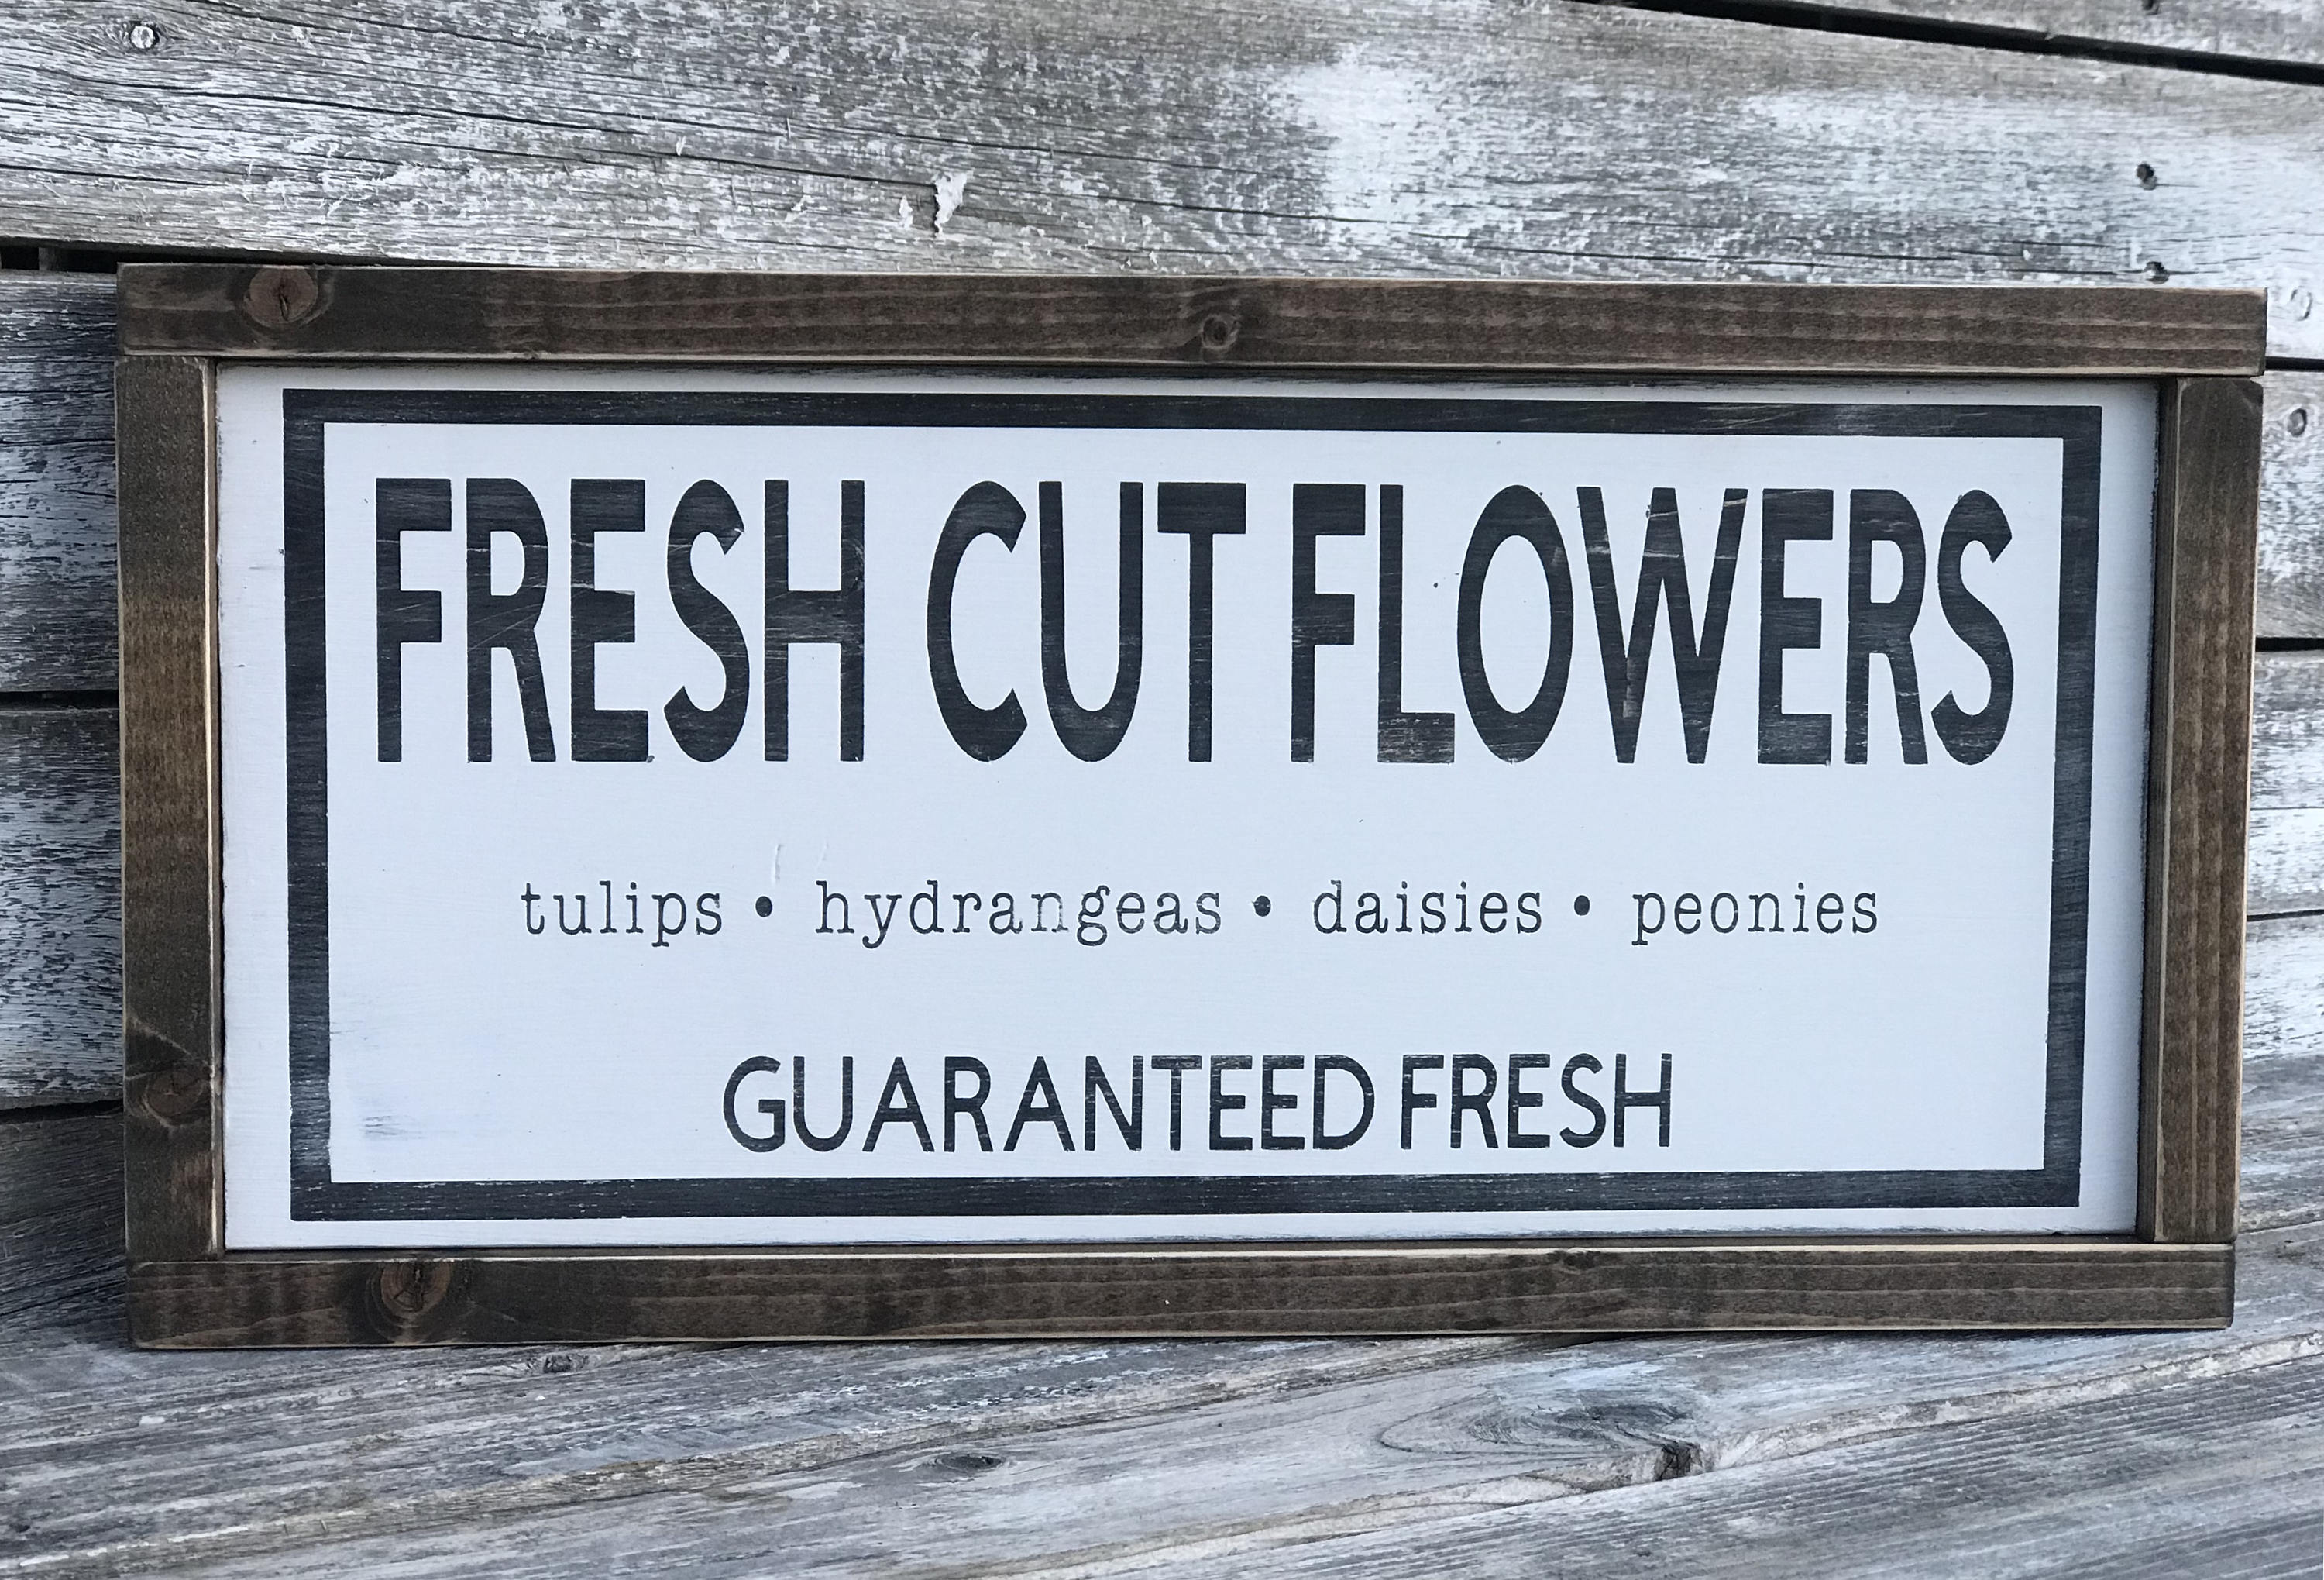 FRESH CUT FLOWERS
tulips • hydrangeas • daisies • peonies
GUARANTEED FRESH